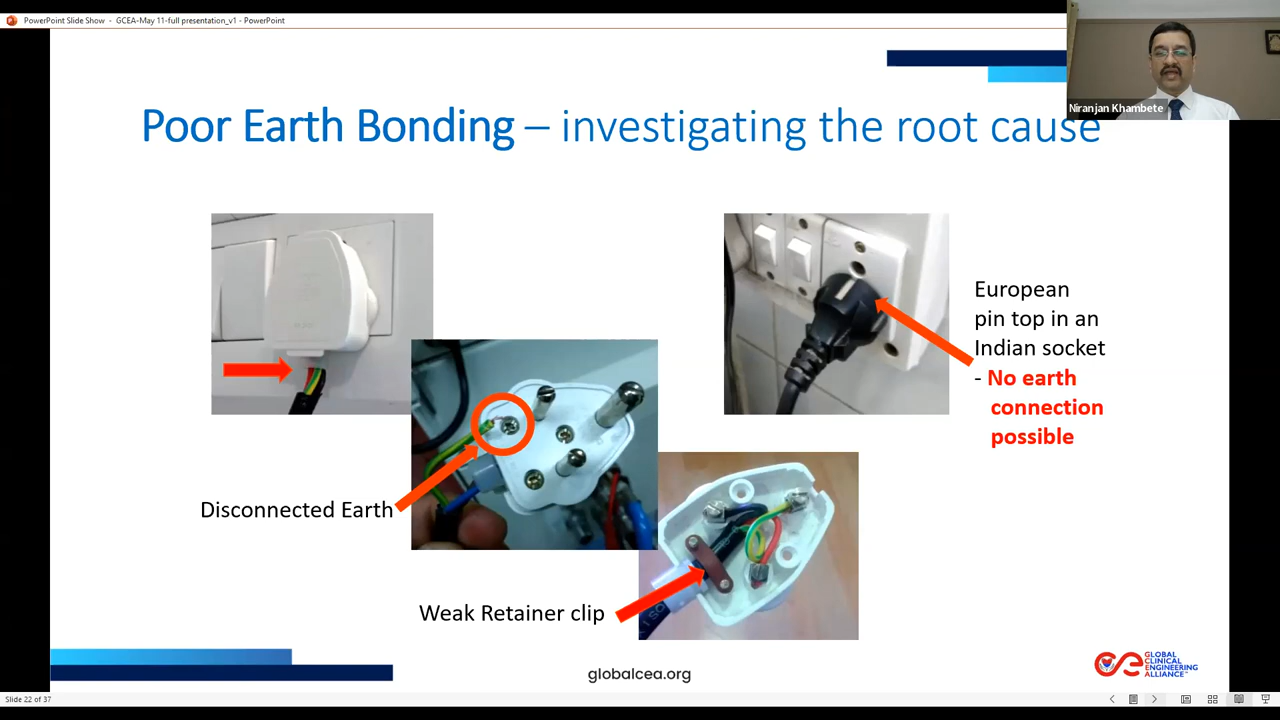 PowerPoint Slide Show - GCEA-May 11-full presentation_v1 - PowerPoint
Niranjan Khambete
Poor Earth Bonding – investigating the root cause
European
pin top in an
Indian socket
- No earth
connection
possible
Disconnected Earth
Weak Retainer clip
globalcea.org
GLOBAL
CLINICAL
ENGINEERING
ALLIANCE™
Slide 22 of 37